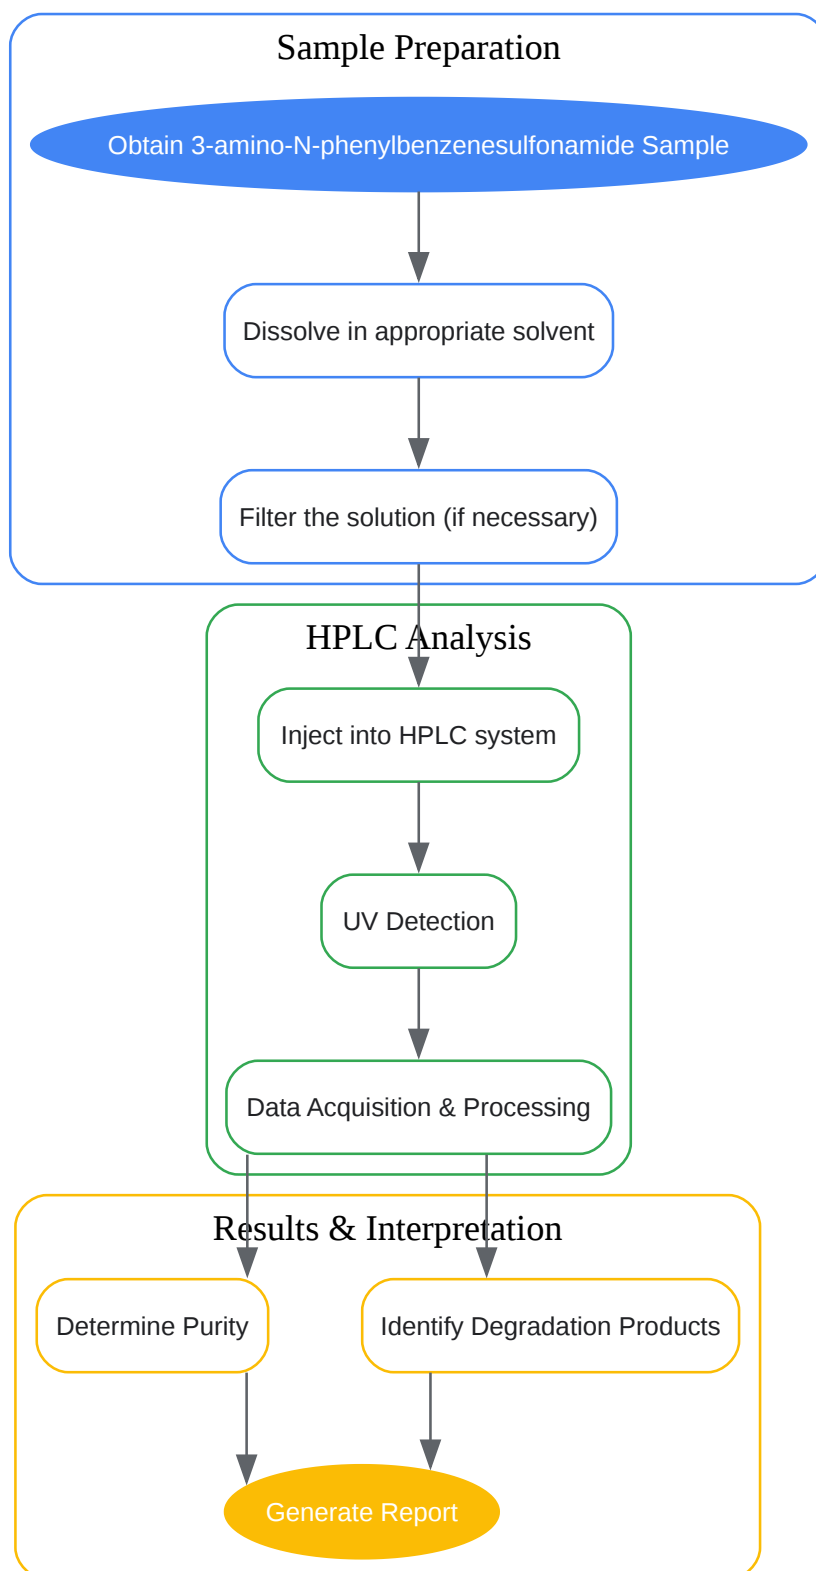 Sample Preparation
Obtain 3-amino-N-phenylbenzenesulfonamide Sample
Dissolve in appropriate solvent
Filter the solution (if necessary)
HPLC Analysis
Inject into HPLC system
UV Detection
Data Acquisition & Processing
Results & Interpretation
Determine Purity
Identify Degradation Products
Generate Report